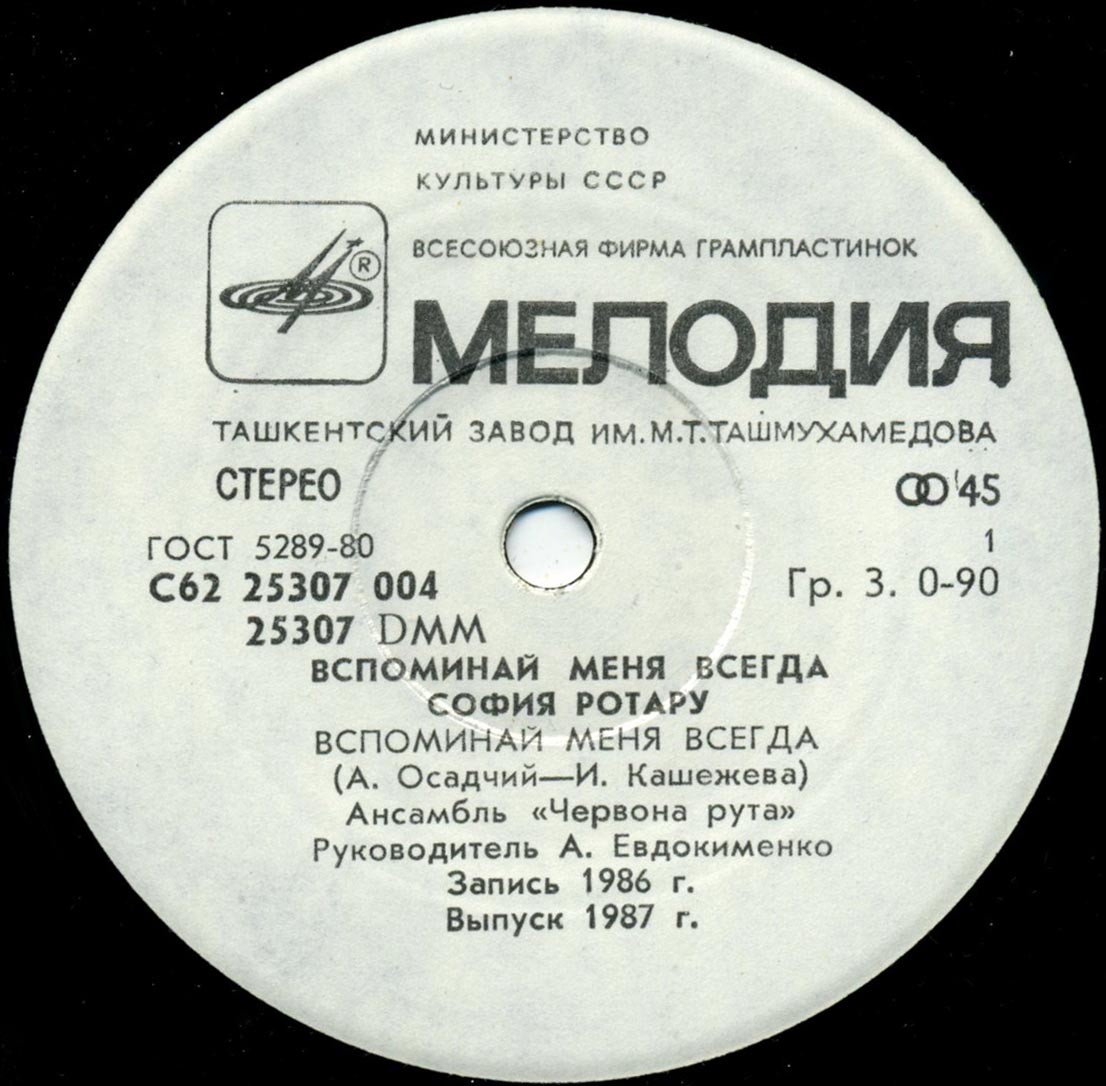 МИНИСТЕРСТВО
КУЛЬТУРЫ СССР
ВСЕСОЮЗНАЯ ФИРМА ГРАМПЛАСТИНОК
®
МЕЛОДИЯ
ТАШКЕНТСКИЙ ЗАВОД ИМ. М.Т. ТАШМУХАМЕДОВА
СТЕРЕО 45
ГОСТ 5289-80 1
С62 25307 004 Гр. 3. 0-90
25307 DMM
ВСПОМИНАЙ МЕНЯ ВСЕГДА
СОФИЯ РОТАРУ
ВСПОМИНАЙ МЕНЯ ВСЕГДА
(А. Осадчий—И. Кашежева)
Ансамбль «Червона рута»
Руководитель А. Евдокименко
Запись 1986 г.
Выпуск 1987 г.